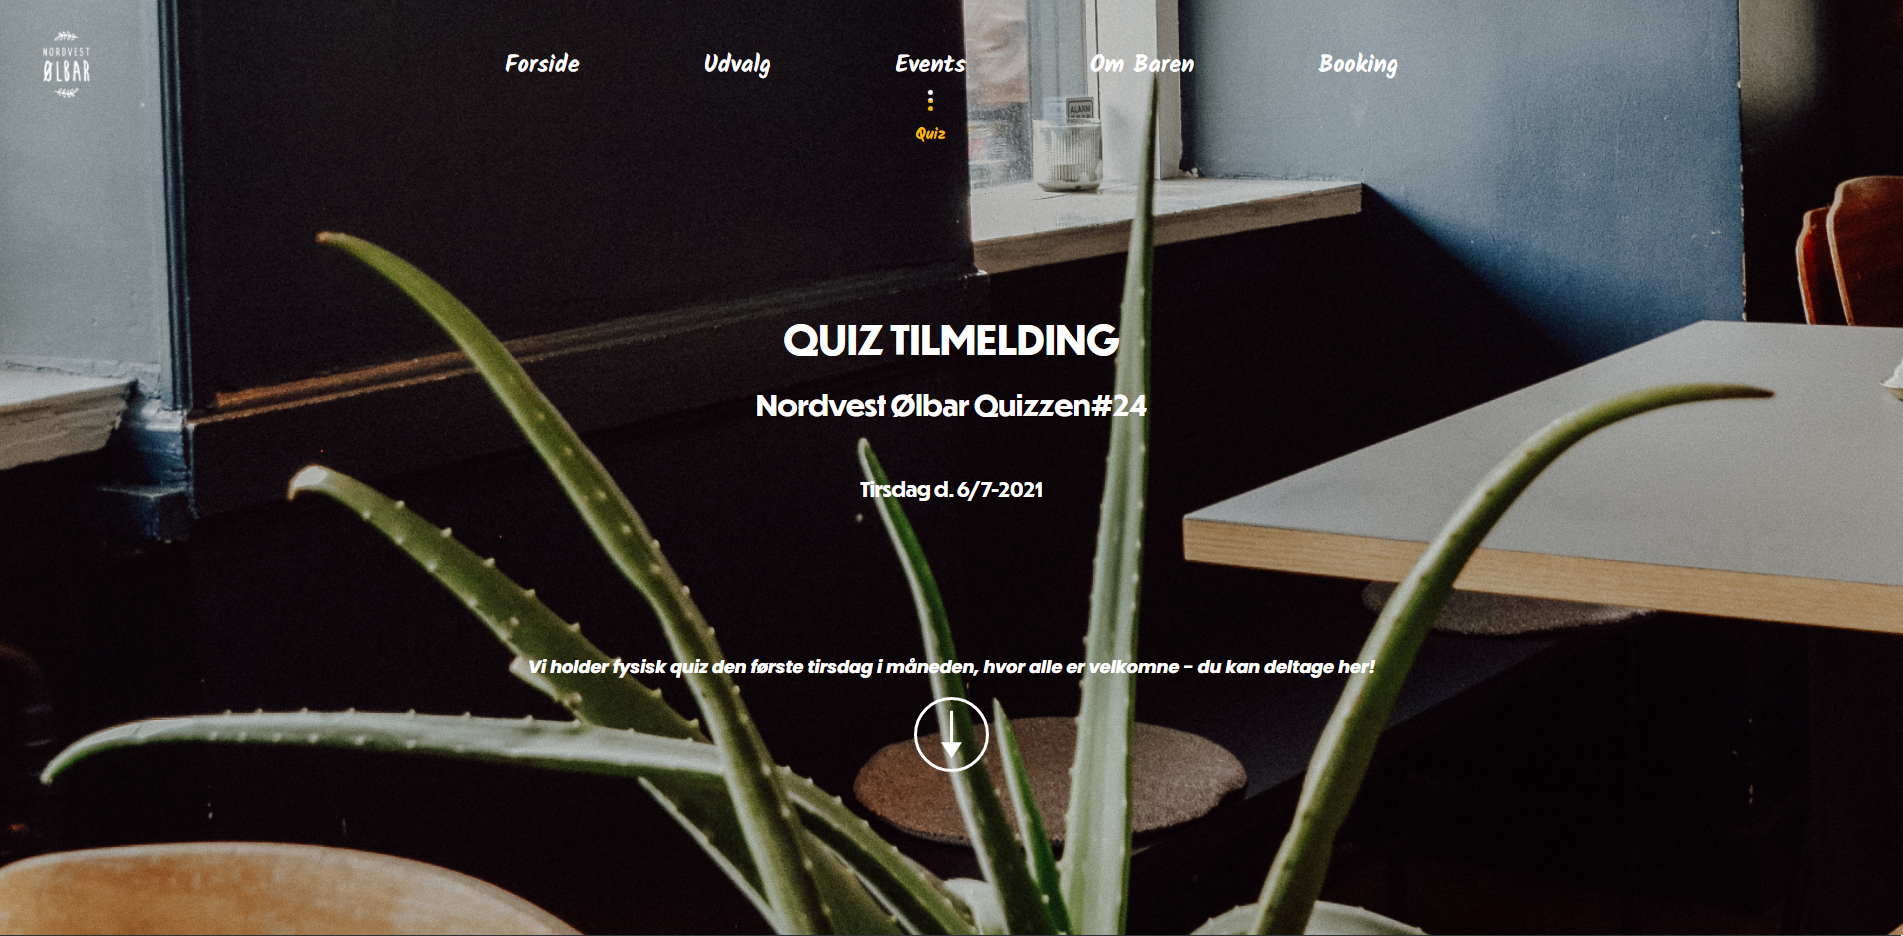 NORDVEST
ØLBAR
Forside
Udvalg
Events
Om Baren
Booking
Quiz
ALARM
QUIZ TILMELDING
Nordvest Ølbar Quizzen#24
Tirsdag d. 6/7-2021
Vi holder fysisk quiz den første tirsdag i måneden, hvor alle er velkomne - du kan deltage her!